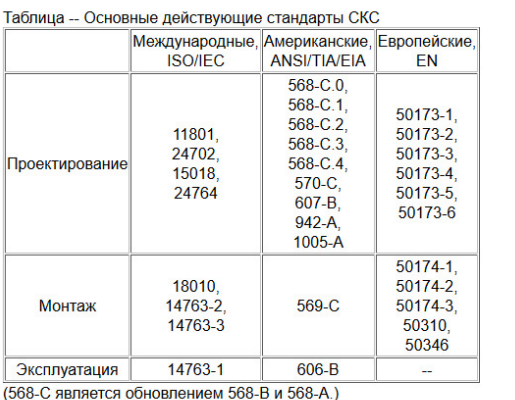 Таблица -- Основные действующие стандарты СКС
Международные, ISO/IEC
Американские, ANSI/TIA/EIA
Европейские, EN
Проектирование
11801,
24702,
15018,
24764
568-C.0,
568-C.1,
568-C.2,
568-C.3,
568-C.4,
570-C,
607-B,
942-A,
1005-A
50173-1,
50173-2,
50173-3,
50173-4,
50173-5,
50173-6
Монтаж
18010,
14763-2,
14763-3
569-C
50174-1,
50174-2,
50174-3,
50310,
50346
Эксплуатация
14763-1
606-B
--
(568-C является обновлением 568-B и 568-A.)